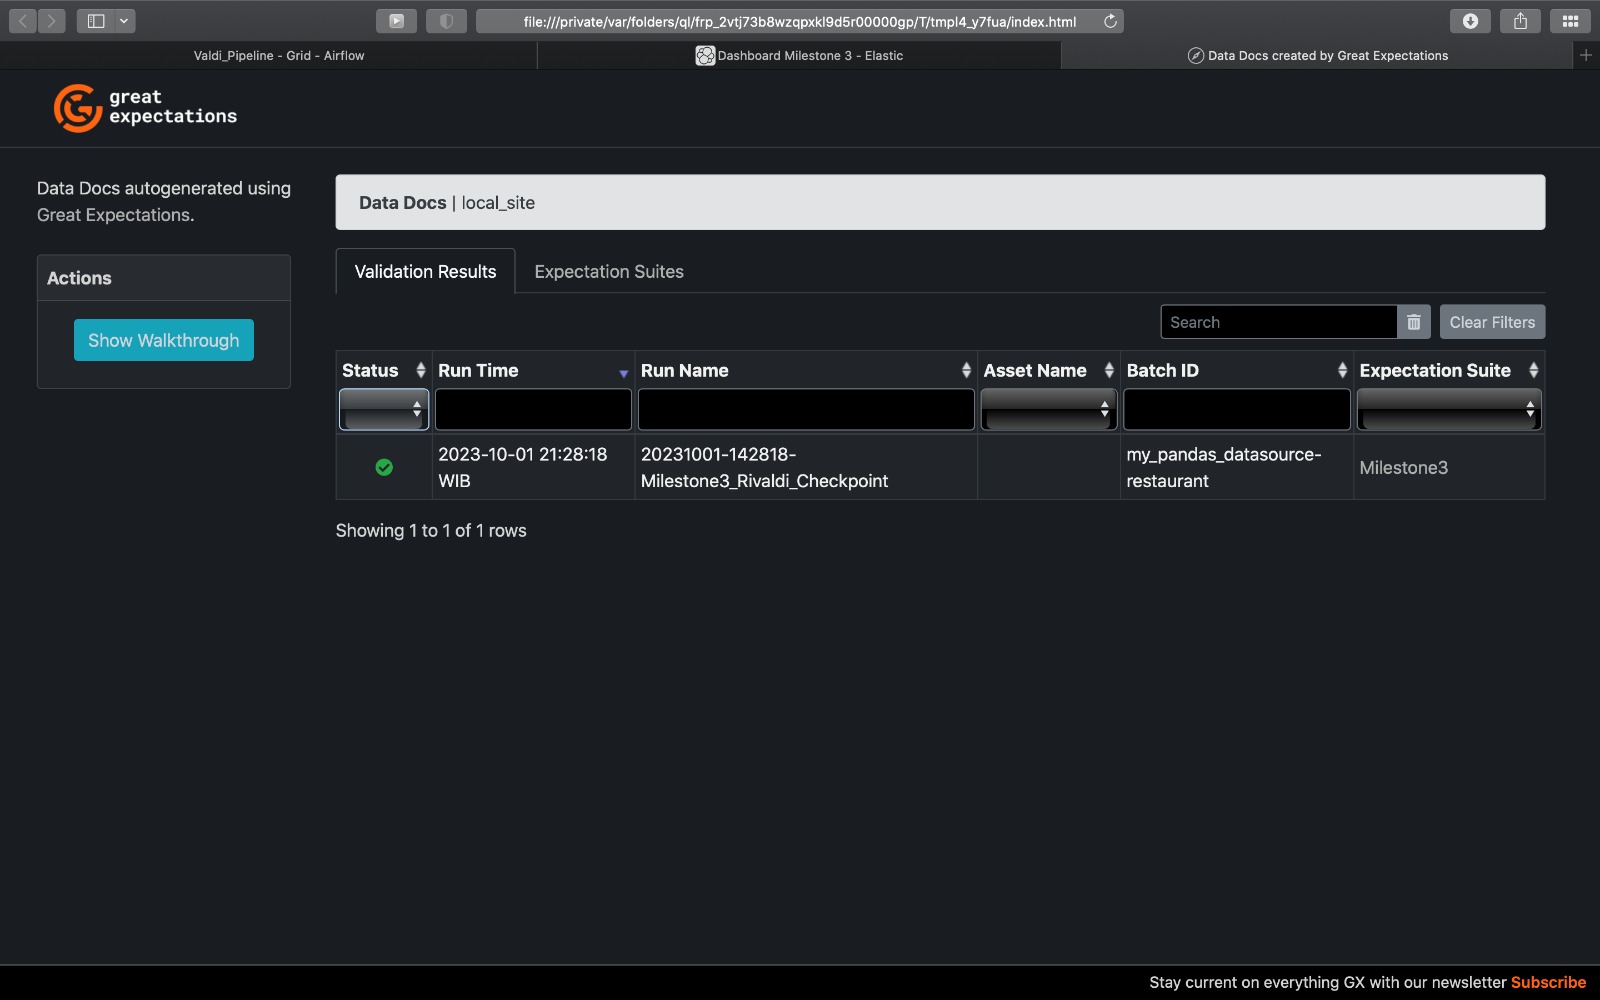 file:///private/var/folders/ql/frp_2vtj73b8wzqpxkl9d5r00000gp/T/tmpl4_y7fua/index.html
Valdi_Pipeline - Grid - Airflow
Dashboard Milestone 3 - Elastic
Data Docs created by Great Expectations
great
expectations
Data Docs autogenerated using
Great Expectations.
Actions
Show Walkthrough
Data Docs | local_site
Validation Results
Expectation Suites
Search
Clear Filters
Status
Run Time
Run Name
Asset Name
Batch ID
Expectation Suite
2023-10-01 21:28:18
WIB
20231001-142818-
Milestone3_Rivaldi_Checkpoint
my_pandas_datasource-
restaurant
Milestone3
Showing 1 to 1 of 1 rows
Stay current on everything GX with our newsletter Subscribe